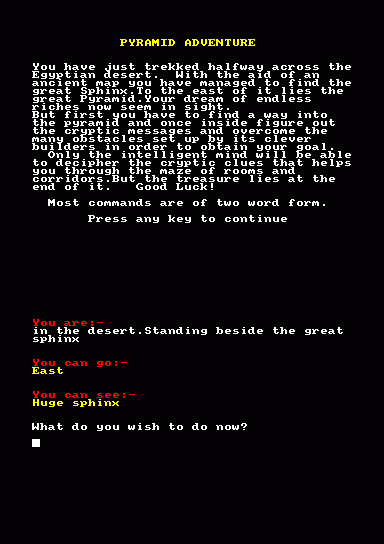 PYRAMID ADVENTURE
You have just trekked halfway across the
Egyptian desert.  With the aid of an
ancient map you have managed to find the
great Sphinx.To the east of it lies the
great Pyramid.Your dream of endless
riches now seem in sight.
But first you have to find a way into
the pyramid and once inside figure out
the cryptic messages and overcome the
many obstacles set up by its clever
builders in order to obtain your goal.
  Only the intelligent mind will be able
to decipher the cryptic clues that helps
you through the maze of rooms and
corridors.But the treasure lies at the
end of it.   Good Luck!
Most commands are of two word form.
Press any key to continue
You are:-
in the desert.Standing beside the great
sphinx
You can go:-
East
You can see:-
Huge sphinx
What do you wish to do now?